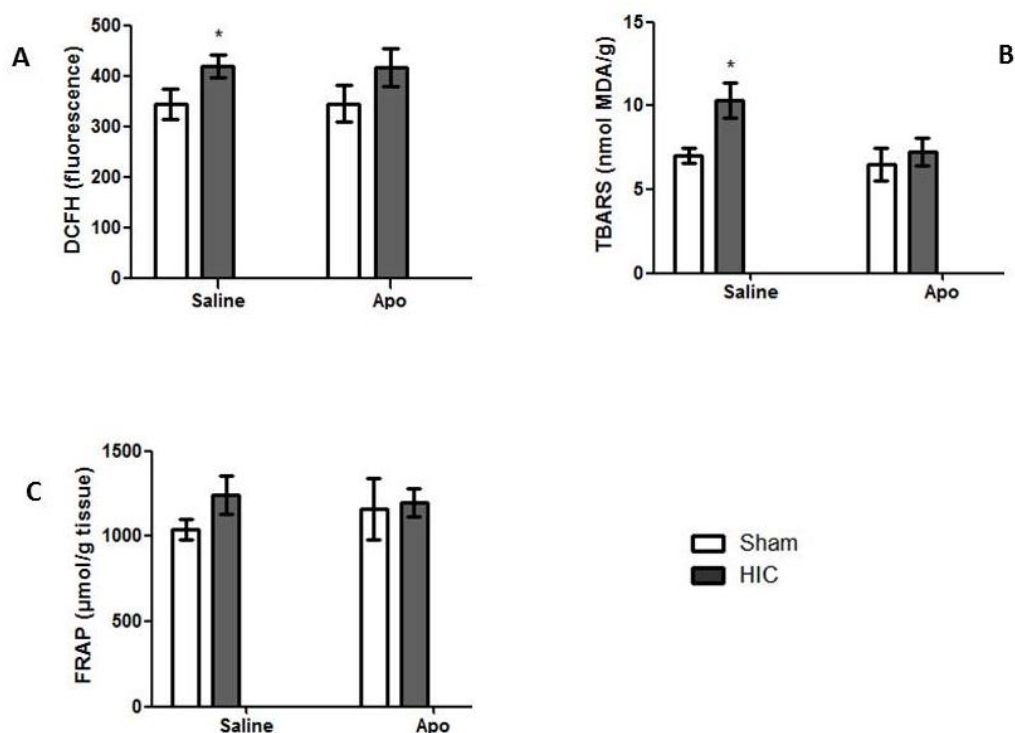 A
DCFH (fluorescence)
500
400
300
200
100
0
*
Saline
Apo
B
TBARS (nmol MDA/g)
15
10
5
0
*
Saline
Apo
C
FRAP (µmol/g tissue)
1500
1000
500
0
Saline
Apo
Sham
HIC